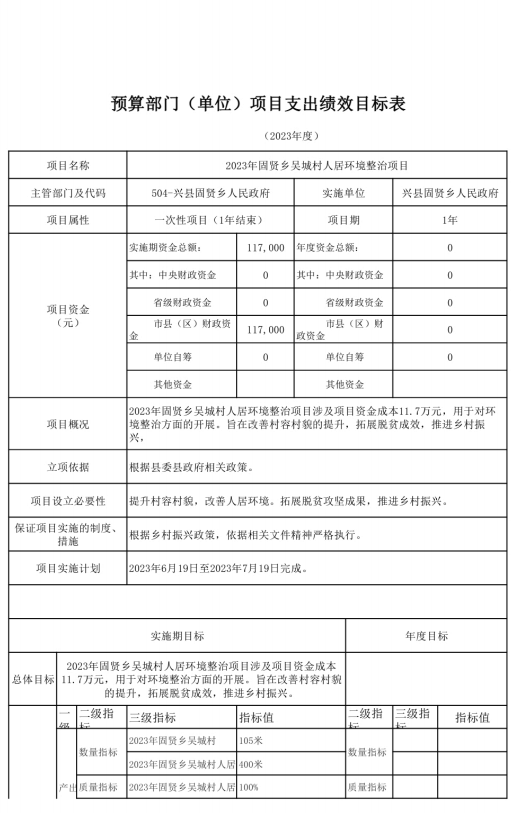 预算部门（单位）项目支出绩效目标表
（2023年度）
项目名称 2023年固贤乡吴城村人居环境整治项目
主管部门及代码 504-兴县固贤乡人民政府 实施单位 兴县固贤乡人民政府
项目属性 一次性项目（1年结束） 项目期 1年
项目资金
（元）
实施期资金总额： 117,000 年度资金总额： 0
其中：中央财政资金 0 其中：中央财政资金 0
省级财政资金 0 省级财政资金 0
市县（区）财政资
金 117,000 市县（区）财
政资金 0
单位自筹 0 单位自筹 0
其他资金 其他资金
项目概况
2023年固贤乡吴城村人居环境整治项目涉及项目资金成本11.7万元，用于对环
境整治方面的开展。旨在改善村容村貌的提升，拓展脱贫成效，推进乡村振
兴，
立项依据 根据县委县政府相关政策。
项目设立必要性 提升村容村貌，改善人居环境。拓展脱贫攻坚成果，推进乡村振兴。
保证项目实施的制度、
措施
根据乡村振兴政策，依据相关文件精神严格执行。
项目实施计划 2023年6月19日至2023年7月19日完成。
实施期目标 年度目标
总体目标
2023年固贤乡吴城村人居环境整治项目涉及项目资金成本
11.7万元，用于对环境整治方面的开展。旨在改善村容村貌
的提升，拓展脱贫成效，推进乡村振兴。
一级 二级指标 三级指标 指标值 二级指标 三级指标 指标值
数量指标 2023年固贤乡吴城村 105米 数量指标
2023年固贤乡吴城村人居 400米
产出 质量指标 2023年固贤乡吴城村人居 100% 质量指标